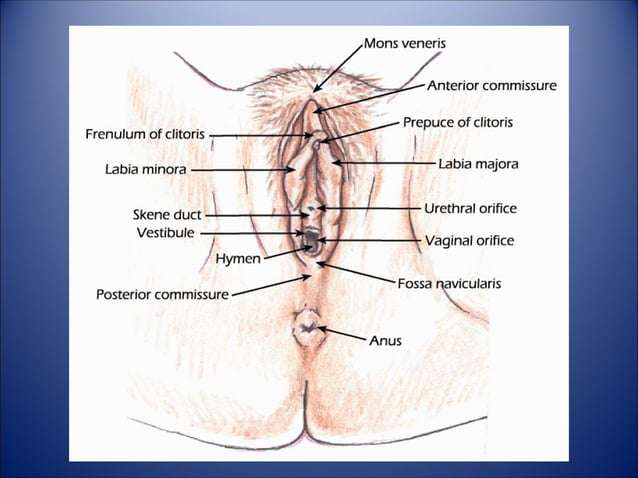 Mons veneris
Anterior commissure
Prepuce of clitoris
Frenulum of clitoris
Labia majora
Labia minora
Urethral orifice
Skene duct
Vestibule
Vaginal orifice
Hymen
Fossa navicularis
Posterior commissure
Anus